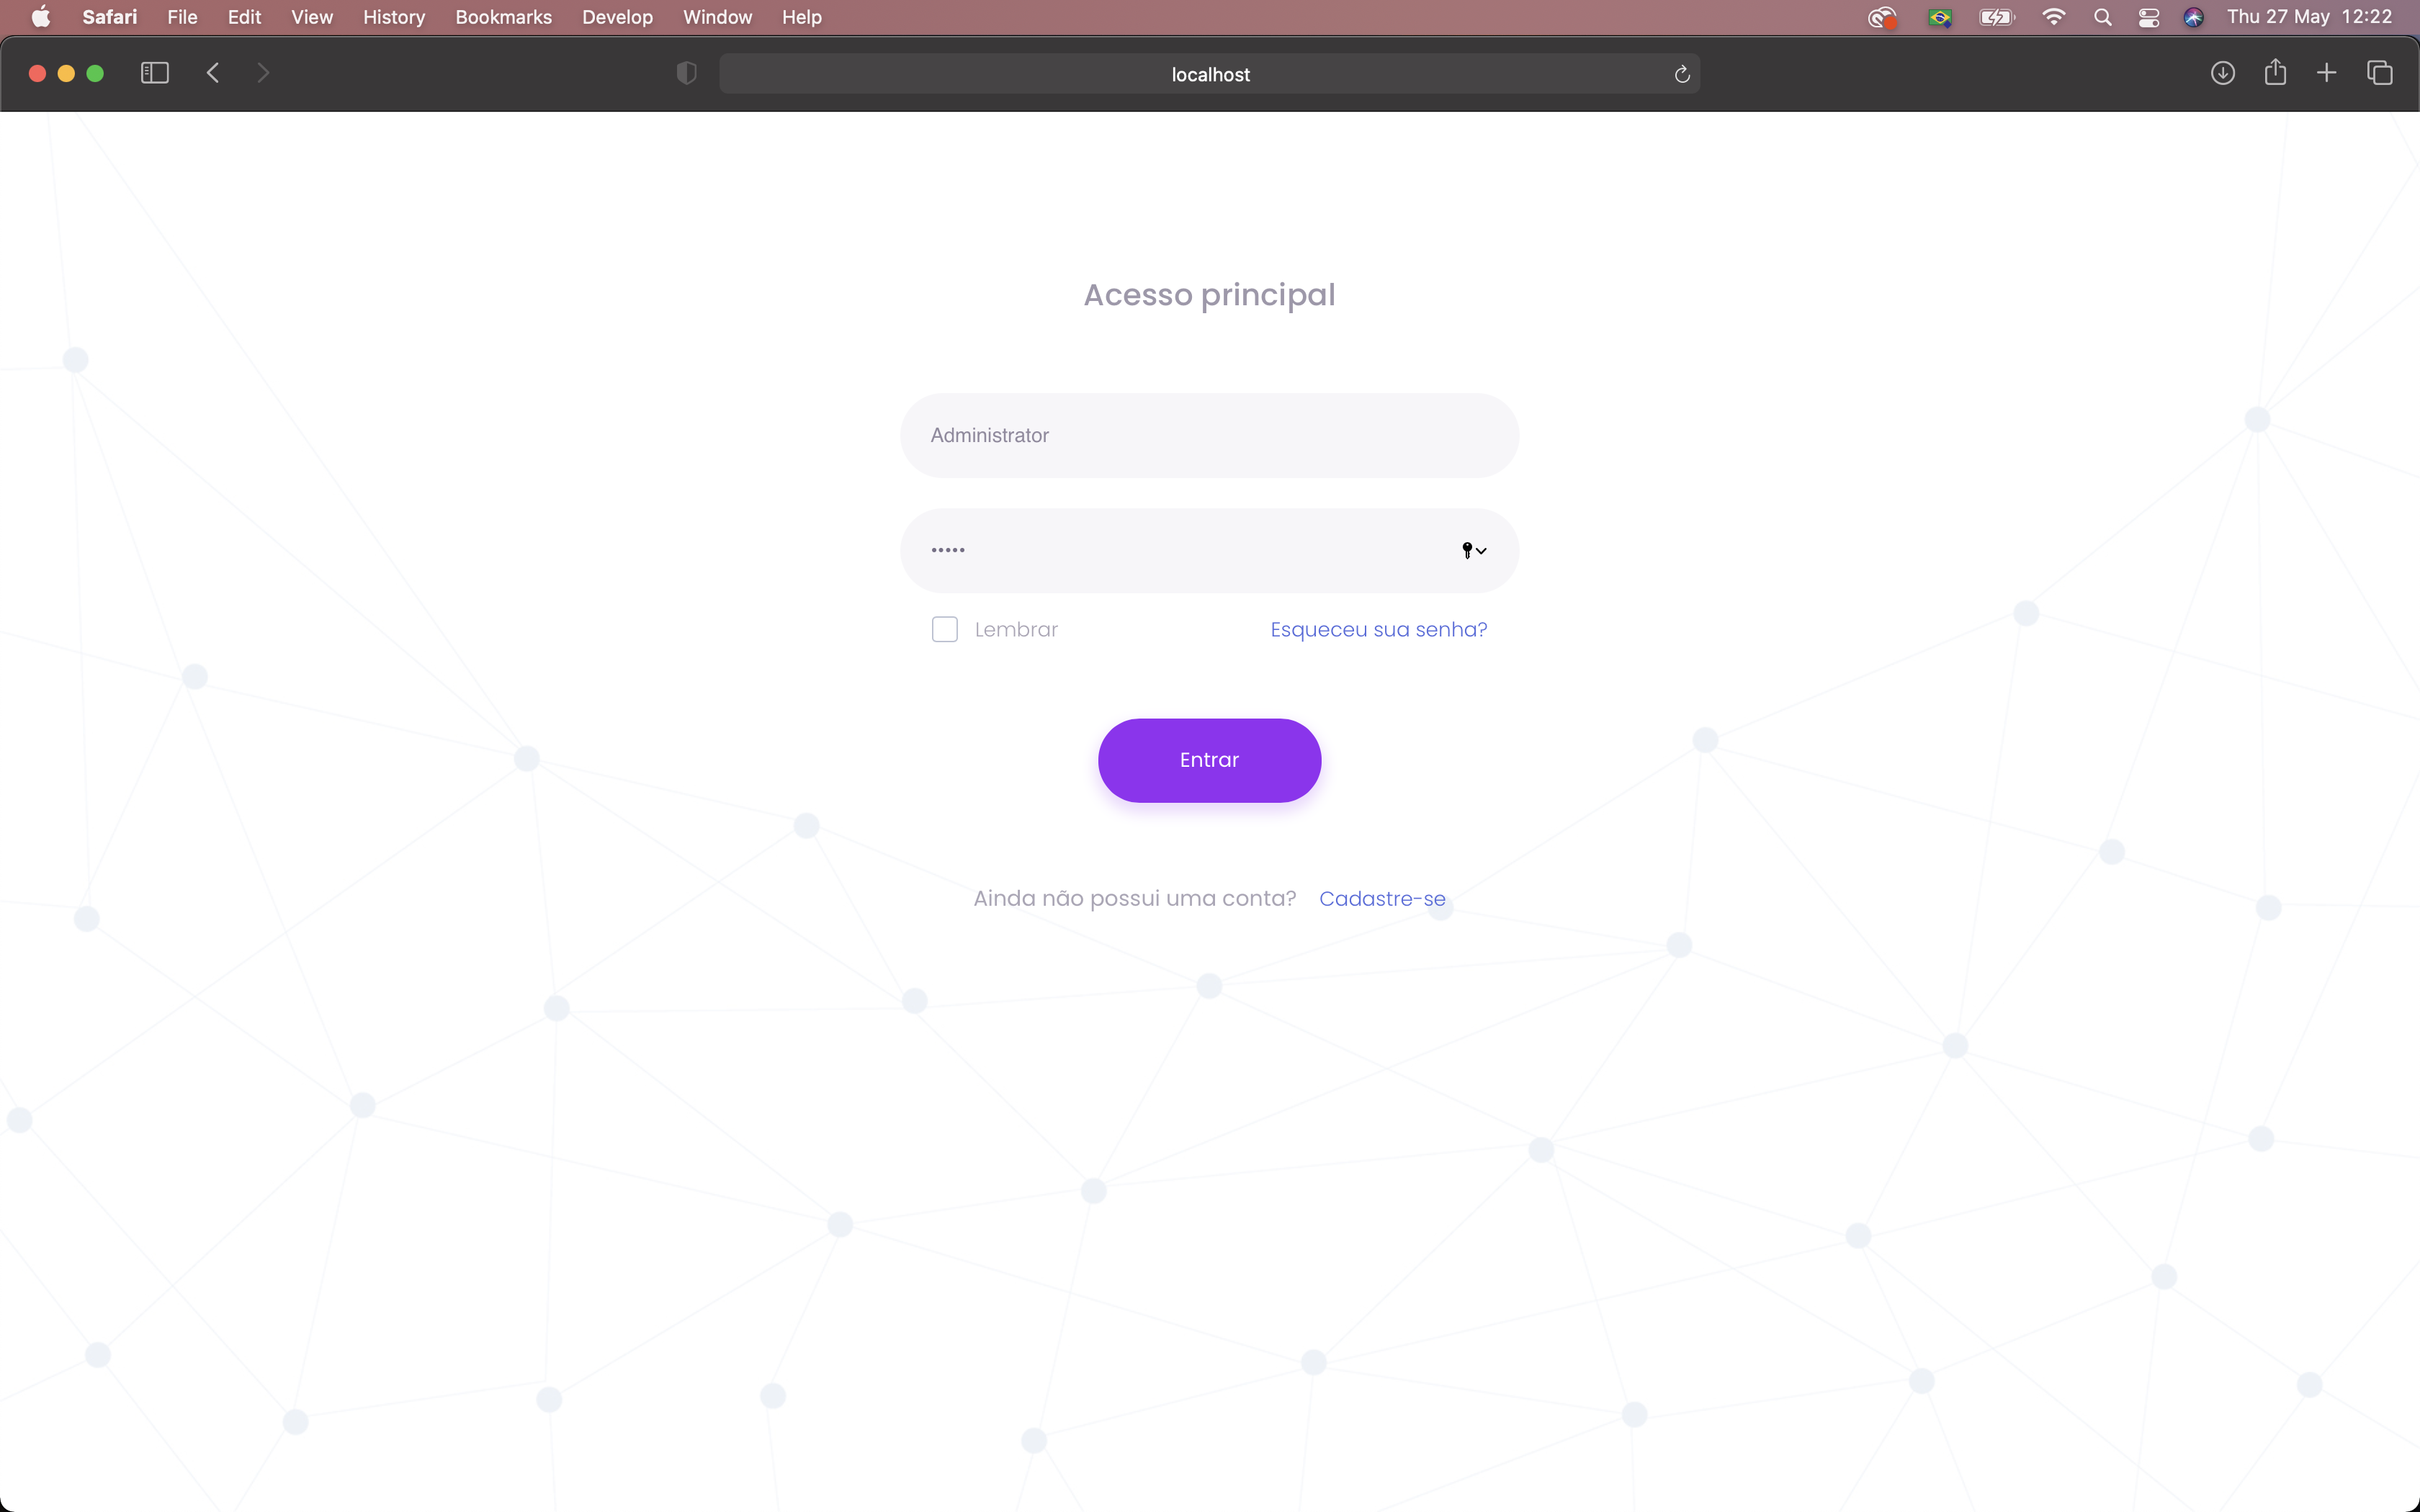 Safari File Edit View History Bookmarks Develop Window Help Thu 27 May 12:22
localhost
Acesso principal
Administrator
•••••
Lembrar Esqueceu sua senha?
Entrar
Ainda não possui uma conta? Cadastre-se